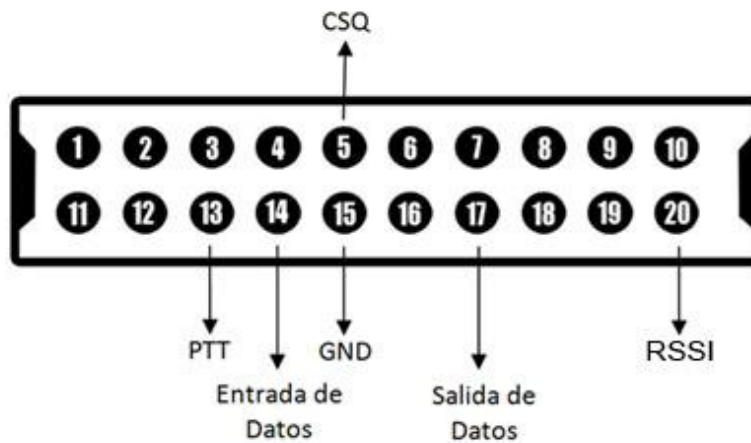 CSQ
1 2 3 4 5 6 7 8 9 10
11 12 13 14 15 16 17 18 19 20
PTT GND RSSI
Entrada de Salida de
Datos Datos